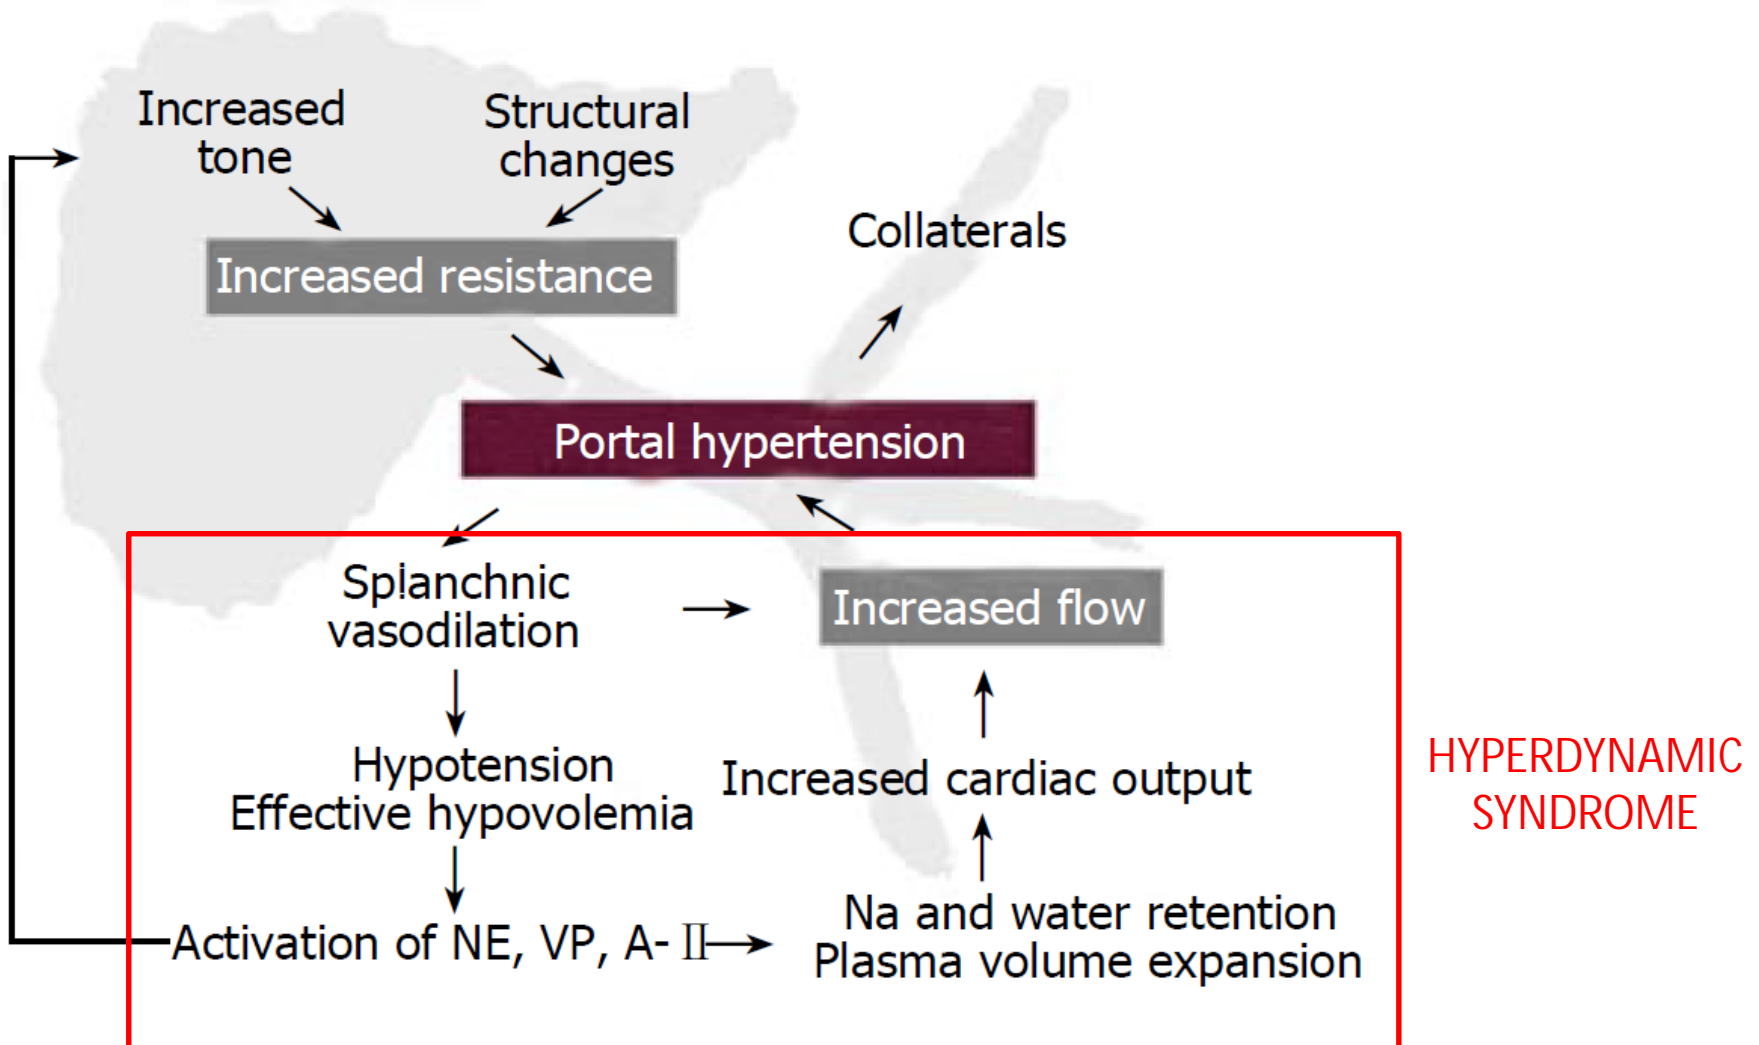 Increased
tone
Structural
changes
Increased resistance
Collaterals
Portal hypertension
Splanchnic
vasodilation
Increased flow
Hypotension
Effective hypovolemia
Increased cardiac output
HYPERDYNAMIC
SYNDROME
Activation of NE, VP, A- II
Na and water retention
Plasma volume expansion